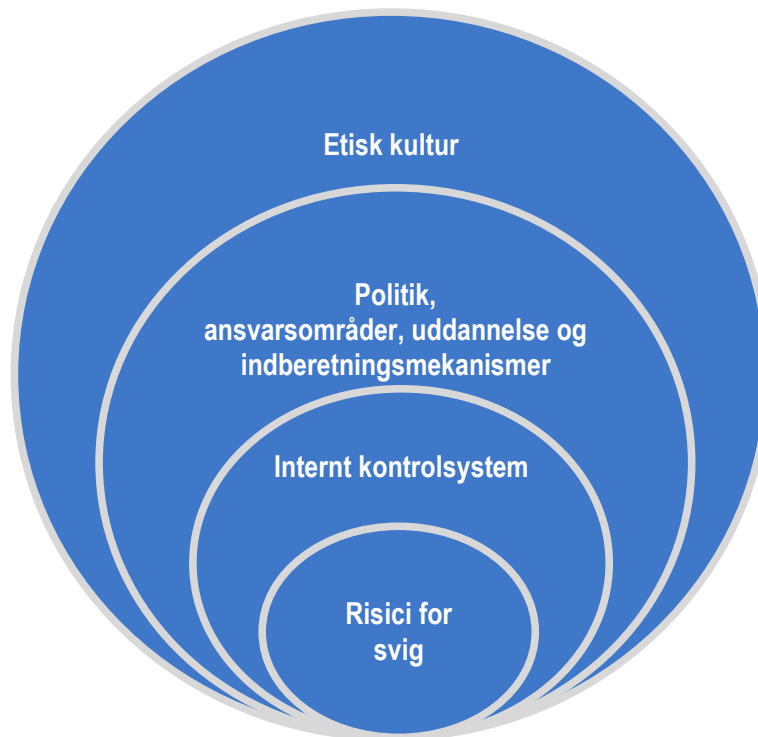 Etisk kultur
Politik,
ansvarsområder, uddannelse og
indberetningsmekanismer
Internt kontrolsystem
Risici for
svig